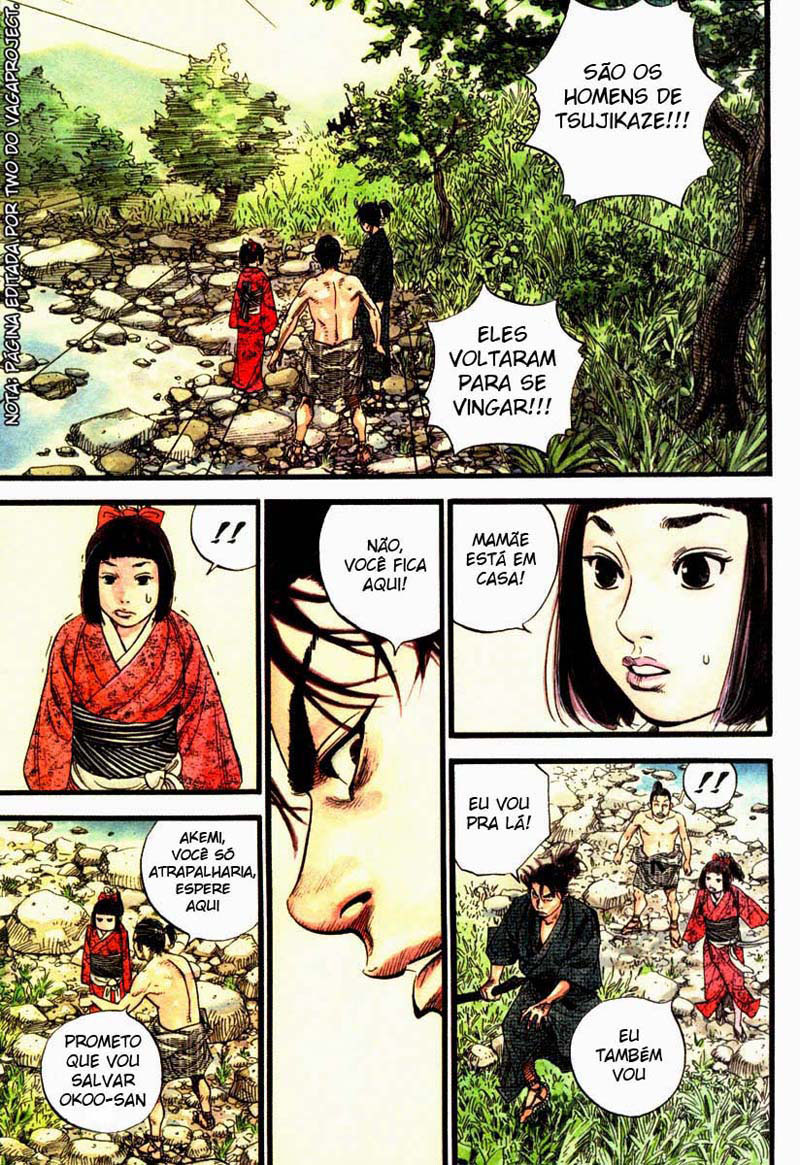 NOTA: PÁGINA EDITADA POR TWO DO VAGAPROJECT.
SÃO OS
HOMENS DE
TSUJIKAZE!!!
ELES
VOLTARAM
PARA SE
VINGAR!!!
MAMÃE
ESTÁ EM
CASA!
NÃO,
VOCÊ FICA
AQUI!
!!
EU VOU
PRA LÁ!
!!
EU
TAMBÉM
VOU
AKEMI,
VOCÊ SÓ
ATRAPALHARIA,
ESPERE
AQUI
PROMETO
QUE VOU
SALVAR
OKOO-SAN